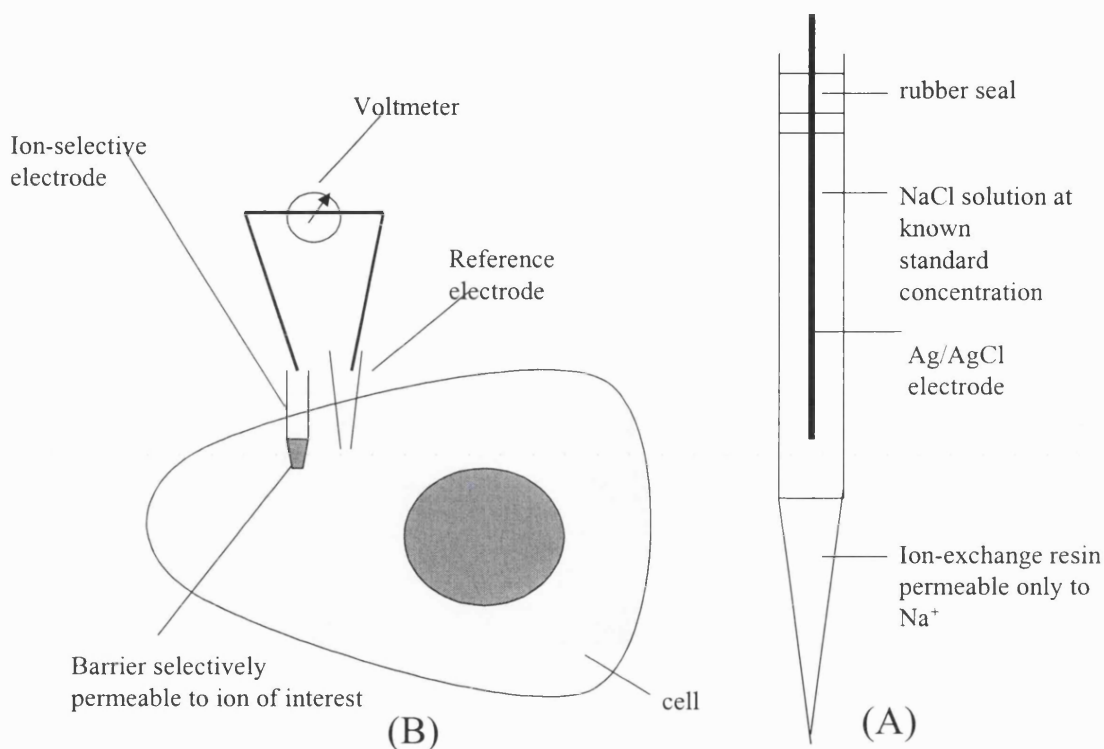 Voltmeter
Ion-selective
electrode
Reference
electrode
Barrier selectively
permeable to ion of interest
cell
(B)
rubber seal
NaCl solution at
known
standard
concentration
Ag/AgCl
electrode
Ion-exchange resin
permeable only to
Na⁺
(A)